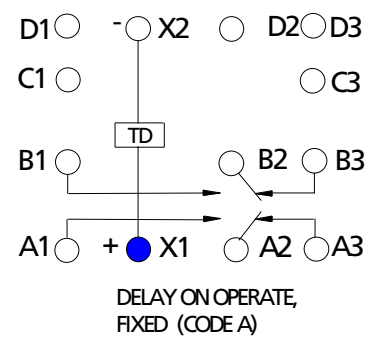 D1 - X2 D2 D3
C1 C3
TD
B1 B2 B3
A1 + X1 A2 A3
DELAY ON OPERATE,
FIXED (CODE A)